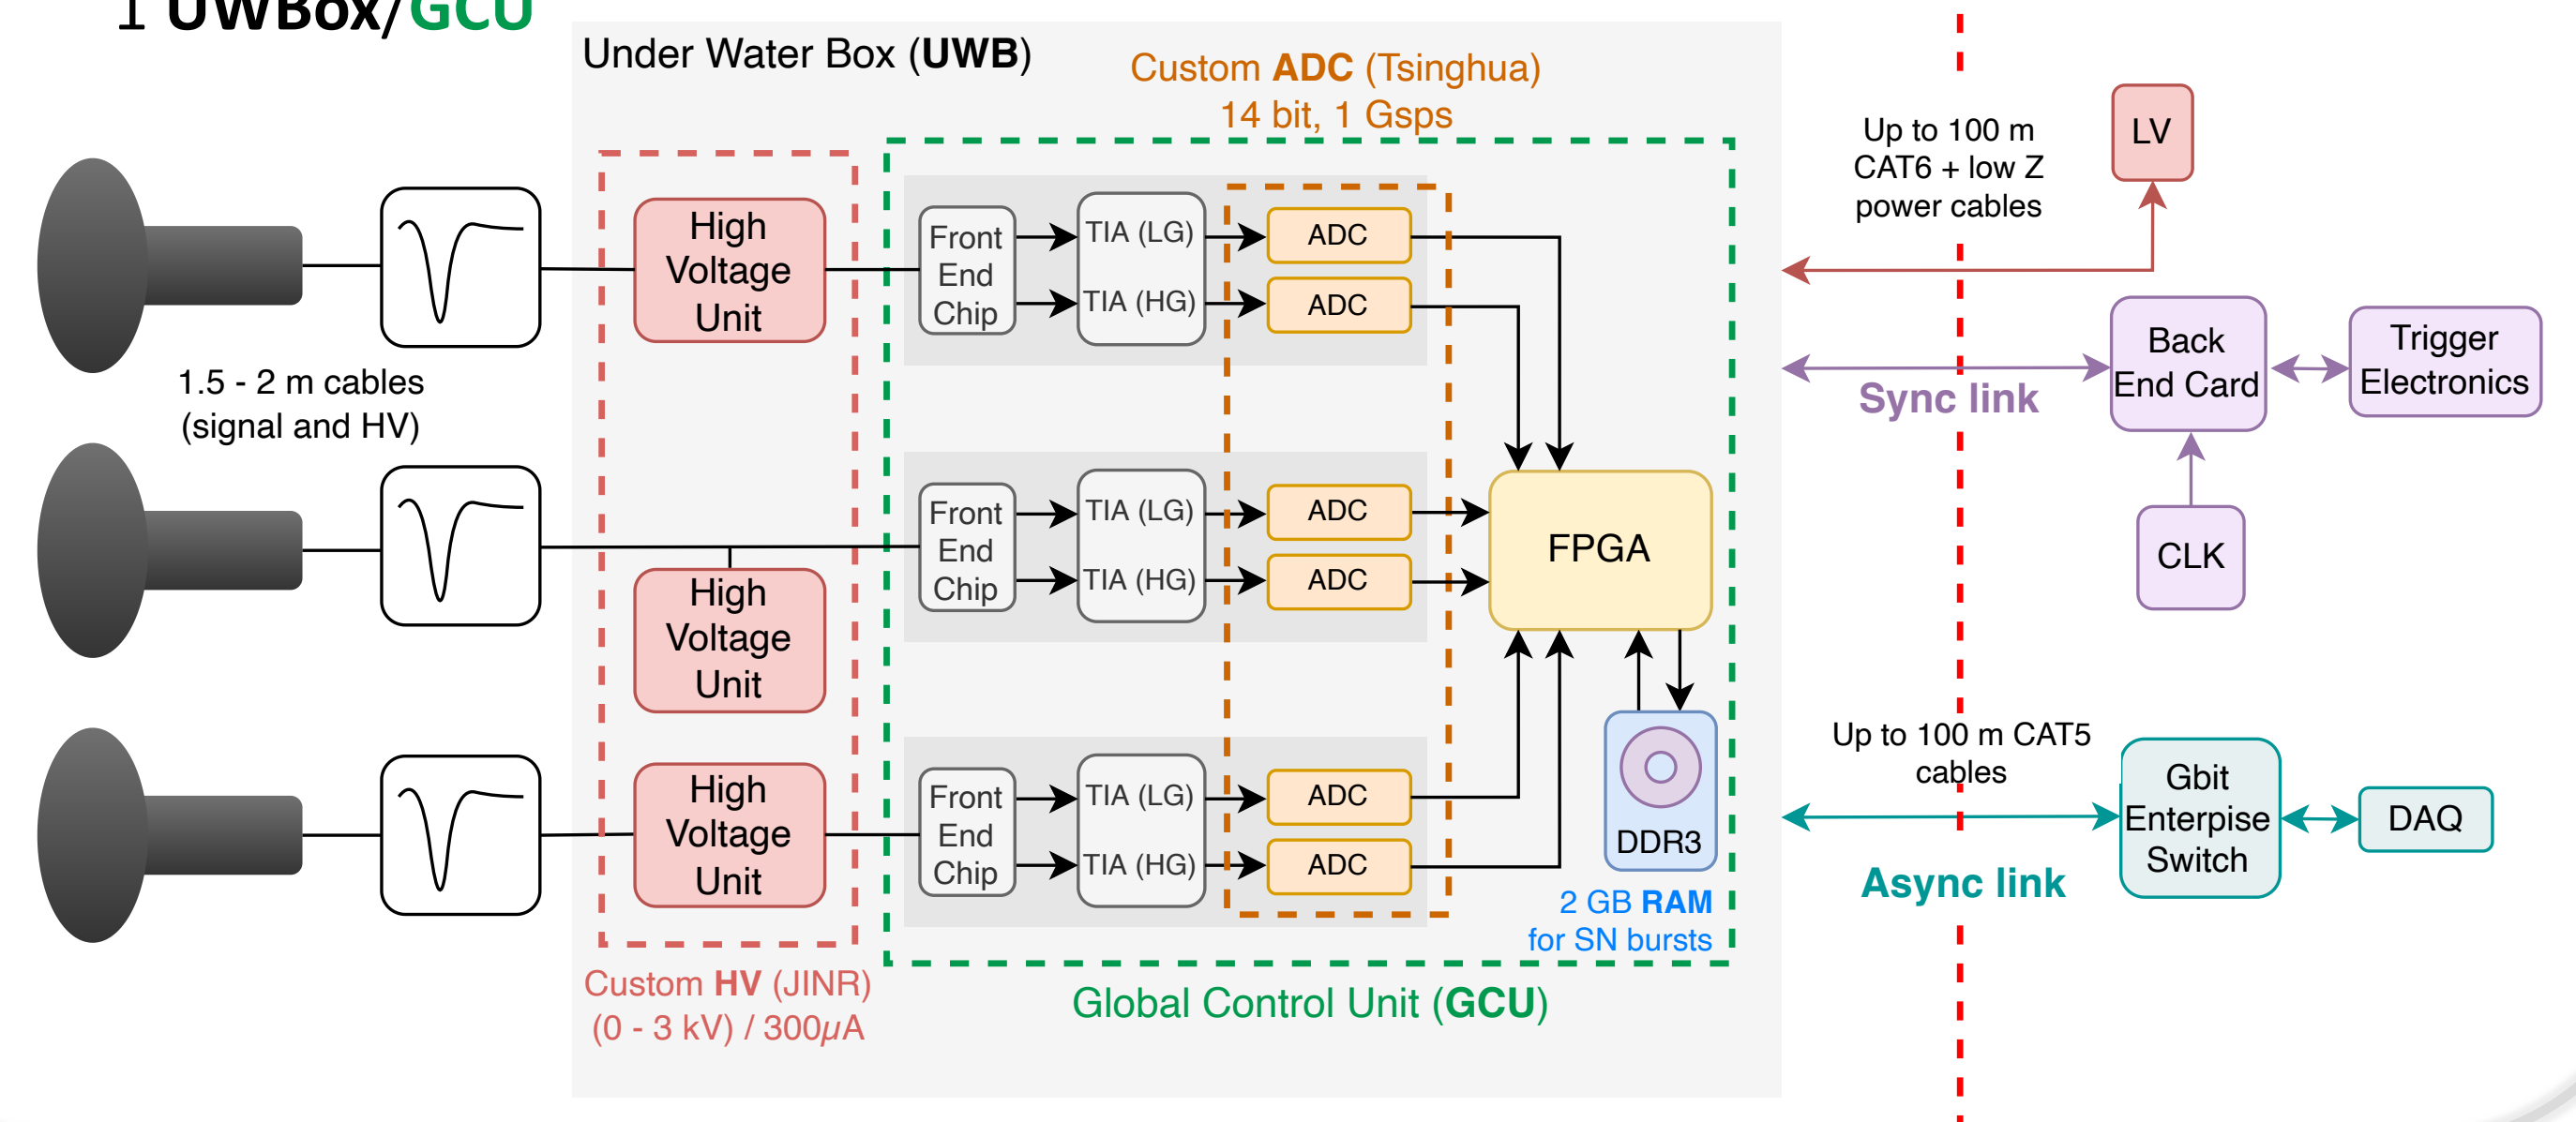 1 UWBox/GCU
Under Water Box (UWB)
Custom ADC (Tsinghua)
14 bit, 1 Gsps
1.5 - 2 m cables
(signal and HV)
High
Voltage
Unit
Front
End
Chip
TIA (LG)
TIA (HG)
ADC
ADC
High
Voltage
Unit
Front
End
Chip
TIA (LG)
TIA (HG)
ADC
ADC
High
Voltage
Unit
Front
End
Chip
TIA (LG)
TIA (HG)
ADC
ADC
FPGA
DDR3
2 GB RAM
for SN bursts
Custom HV (JINR)
(0 - 3 kV) / 300µA
Global Control Unit (GCU)
Up to 100 m
CAT6 + low Z
power cables
LV
Sync link
Back
End Card
Trigger
Electronics
CLK
Up to 100 m CAT5
cables
Async link
Gbit
Enterpise
Switch
DAQ